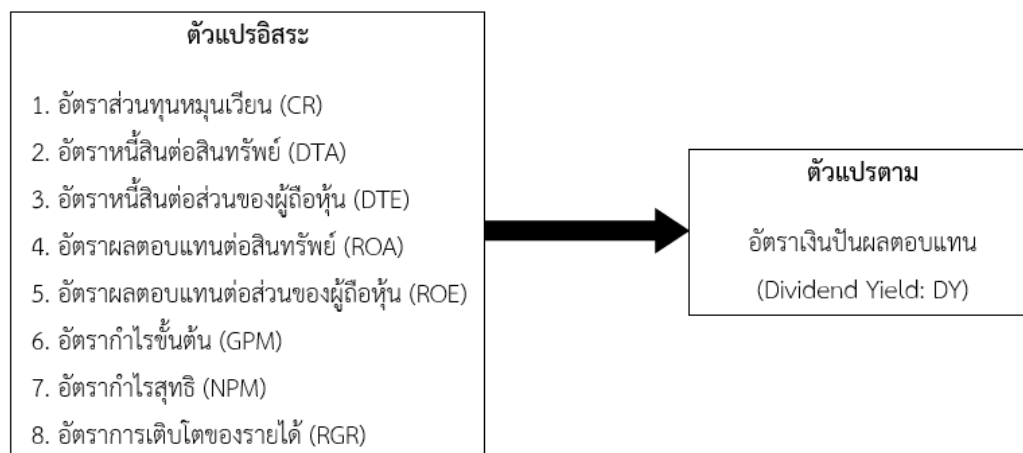 ตัวแปรอิสระ
1. อัตราส่วนทุนหมุนเวียน (CR)
2. อัตราหนี้สินต่อสินทรัพย์ (DTA)
3. อัตราหนี้สินต่อส่วนของผู้ถือหุ้น (DTE)
4. อัตราผลตอบแทนต่อสินทรัพย์ (ROA)
5. อัตราผลตอบแทนต่อส่วนของผู้ถือหุ้น (ROE)
6. อัตรากำไรขั้นต้น (GPM)
7. อัตรากำไรสุทธิ (NPM)
8. อัตราการเติบโตของรายได้ (RGR)
ตัวแปรตาม
อัตราเงินปันผลตอบแทน
(Dividend Yield: DY)